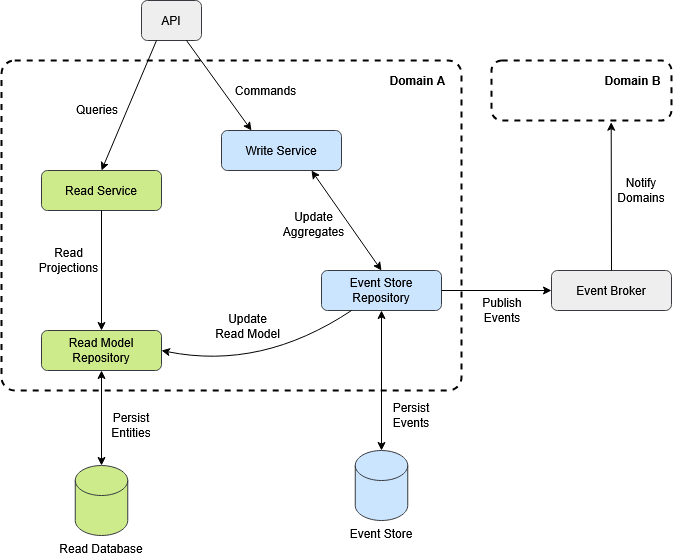 API
Domain A
Domain B
Commands
Queries
Write Service
Read Service
Notify
Domains
Update
Aggregates
Read
Projections
Event Store
Repository
Event Broker
Publish
Events
Update
Read Model
Read Model
Repository
Persist
Events
Persist
Entities
Event Store
Read Database